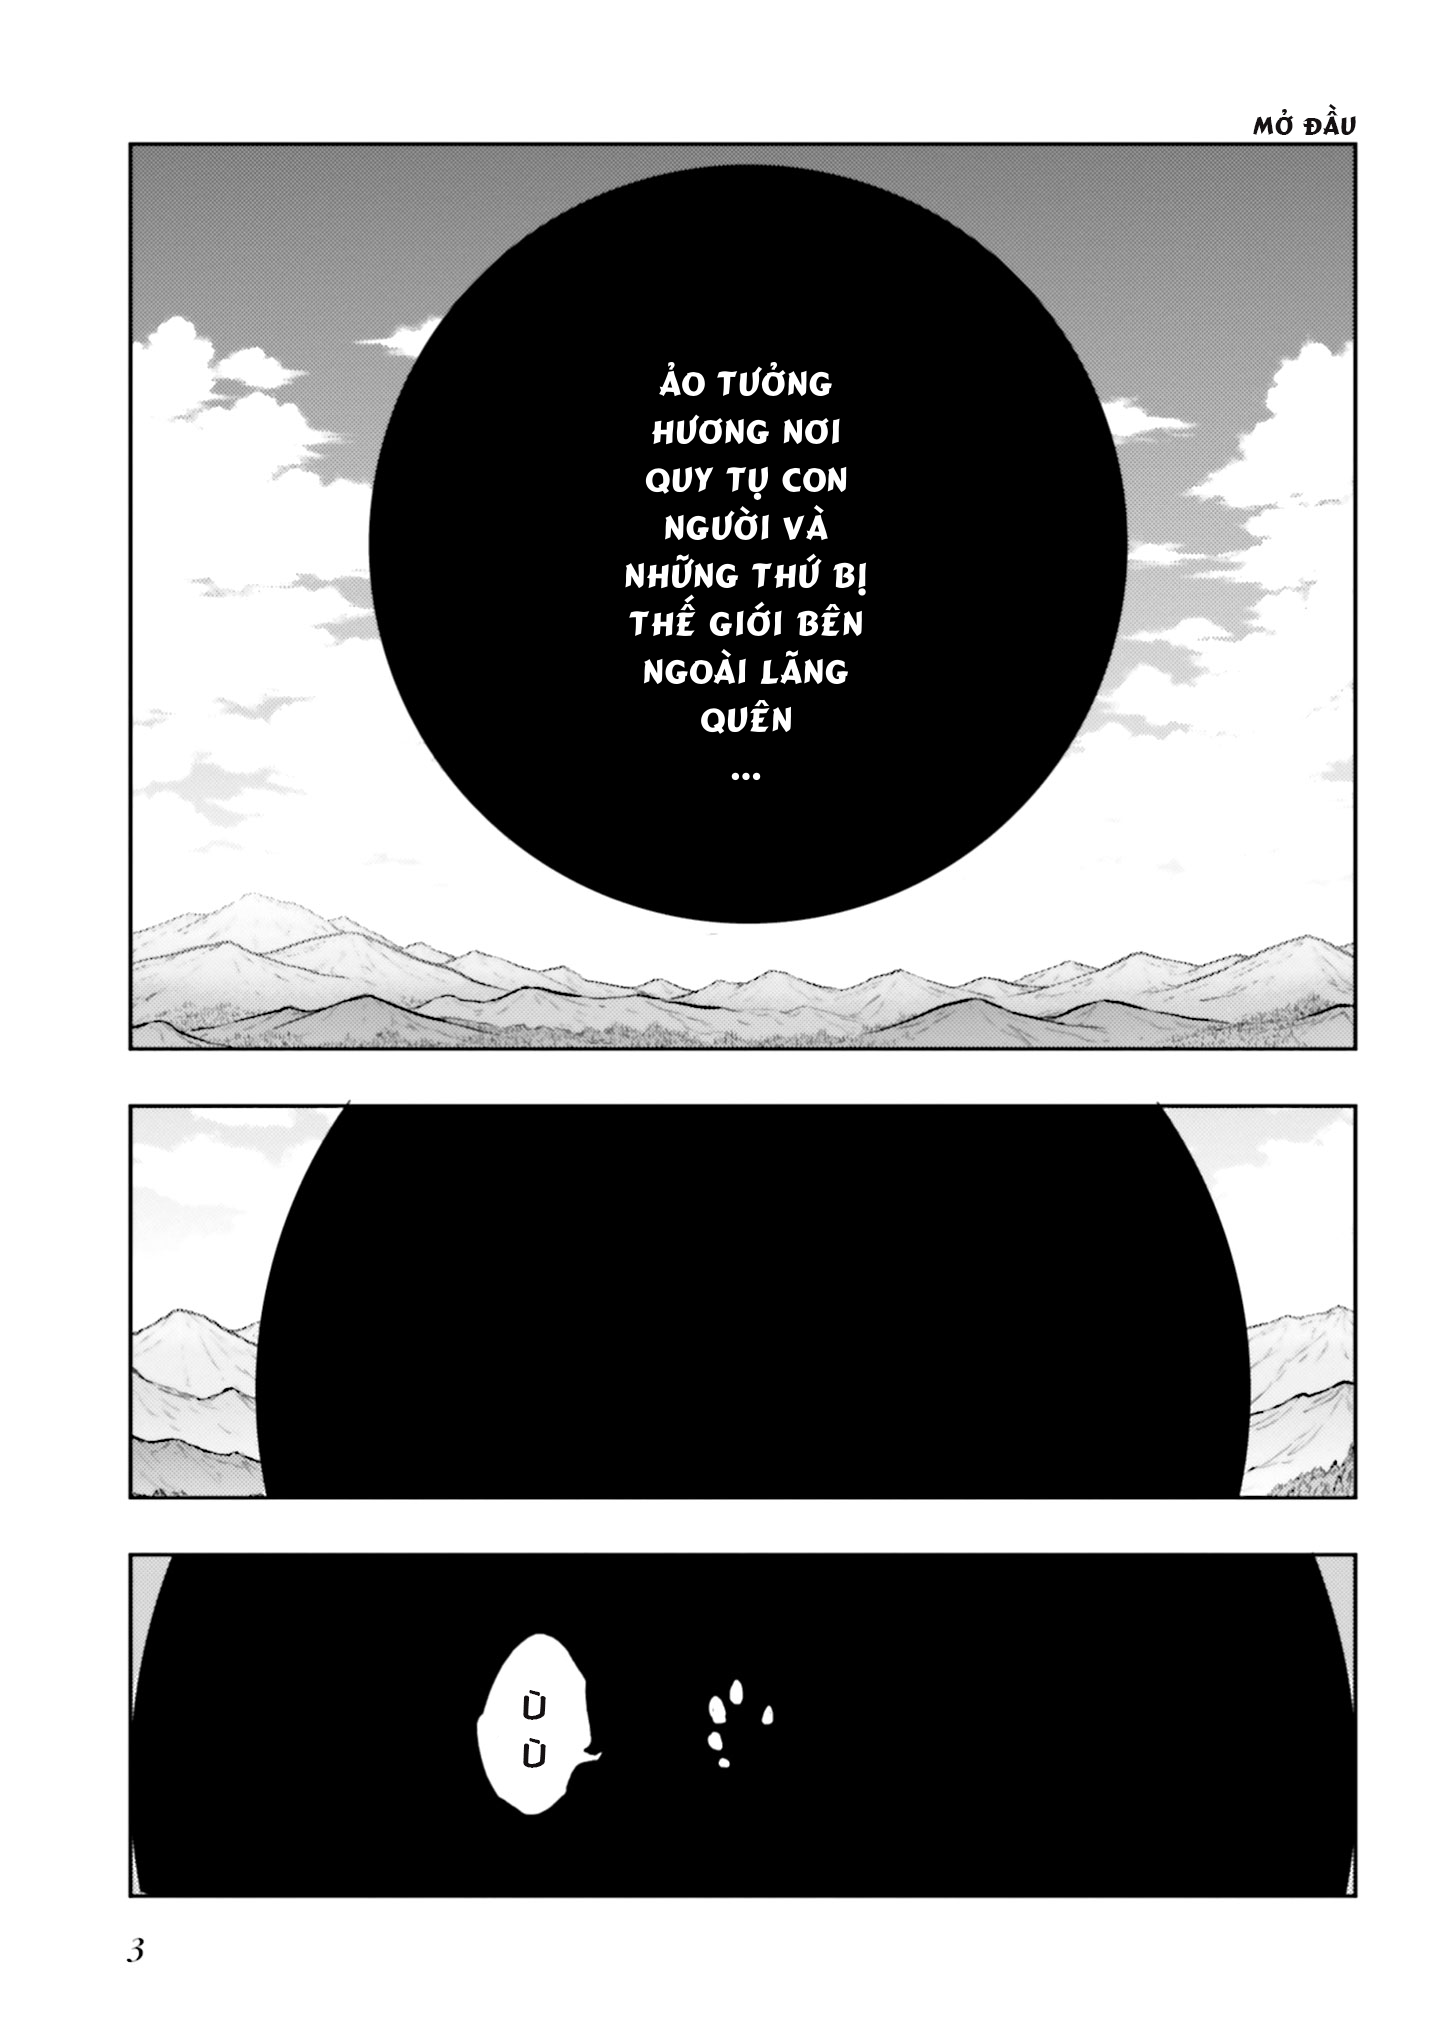 MỞ ĐẦU
ẢO TƯỞNG
HƯƠNG NƠI
QUY TỤ CON
NGƯỜI VÀ
NHỮNG THỨ BỊ
THẾ GIỚI BÊN
NGOÀI LÃNG
QUÊN
...
Ù
Ù
3